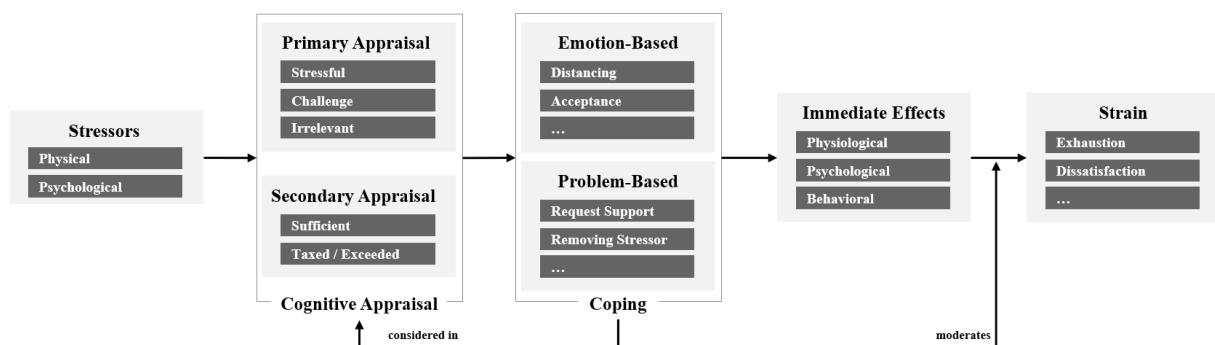 Stressors
Physical
Psychological
Primary Appraisal
Stressful
Challenge
Irrelevant
Secondary Appraisal
Sufficient
Taxed / Exceeded
Cognitive Appraisal
Emotion-Based
Distancing
Acceptance
…
Problem-Based
Request Support
Removing Stressor
…
Coping
Immediate Effects
Physiological
Psychological
Behavioral
Strain
Exhaustion
Dissatisfaction
…
considered in
moderates